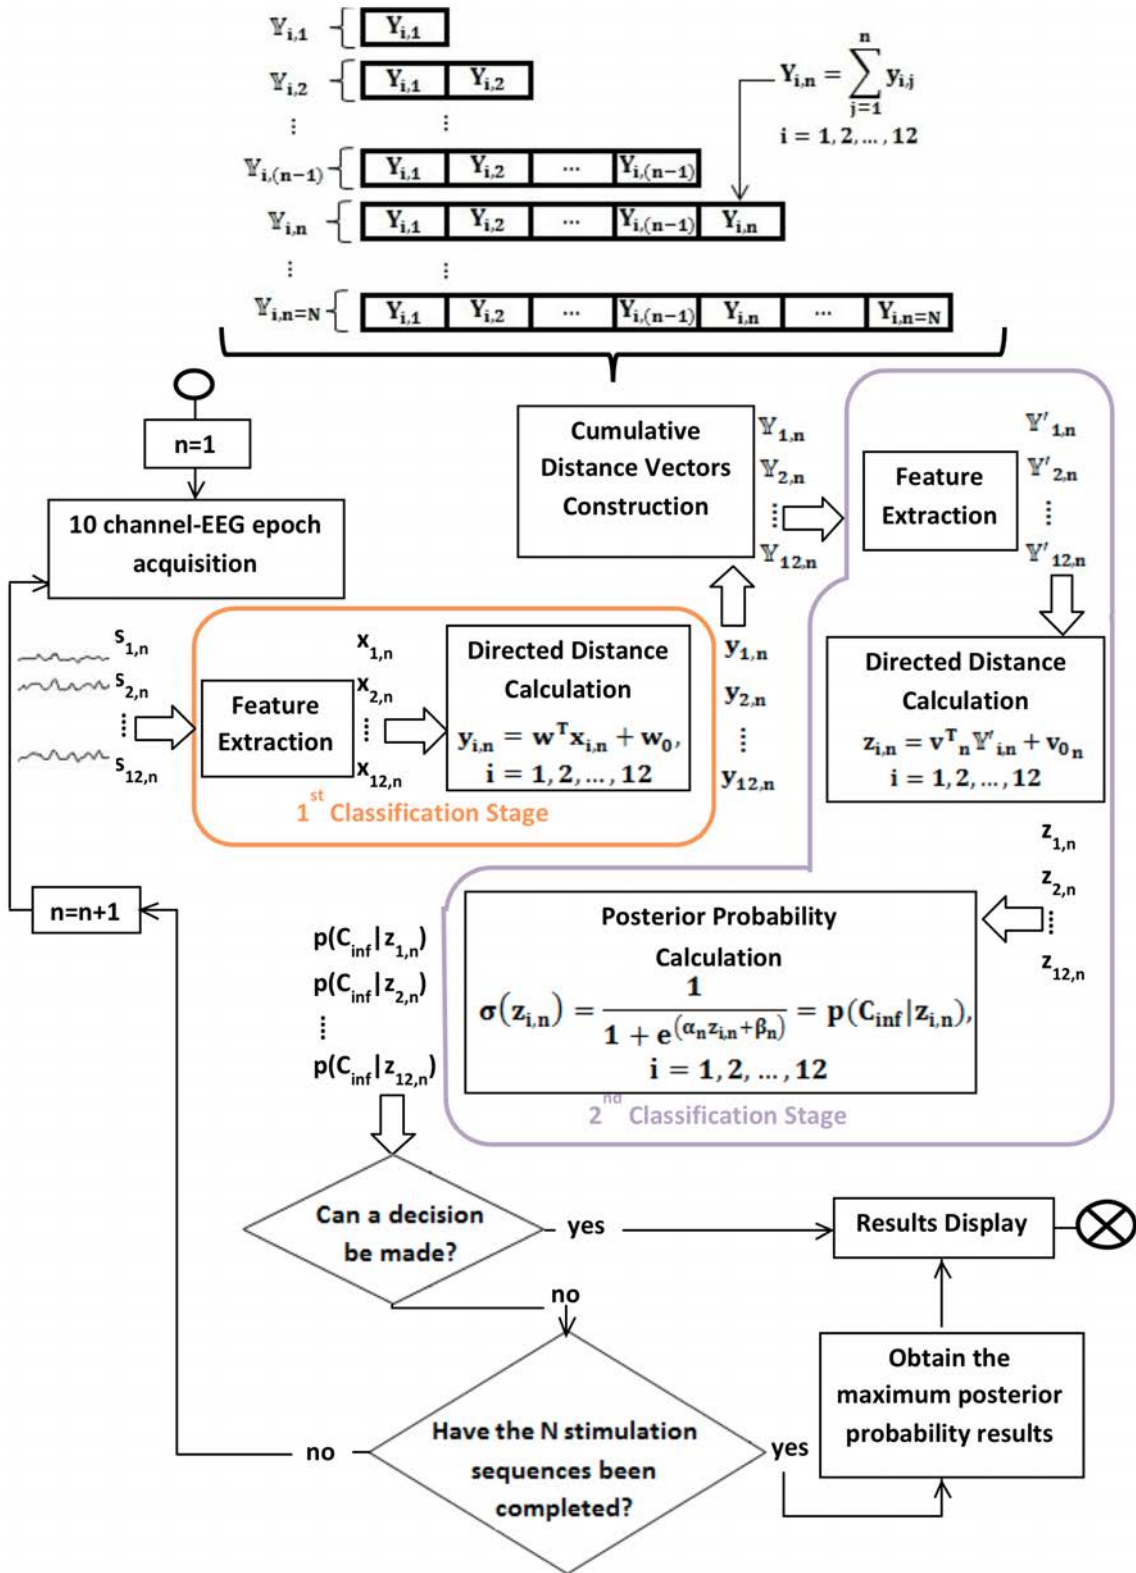 𝕐i,1 { Yi,1
𝕐i,2 { Yi,1 Yi,2
Yi,n = ∑ⁿj=1 yi,j
i = 1, 2, ..., 12
⋮ ⋮
𝕐i,(n−1) { Yi,1 Yi,2 ... Yi,(n−1)
𝕐i,n { Yi,1 Yi,2 ... Yi,(n−1) Yi,n
⋮ ⋮
𝕐i,n=N { Yi,1 Yi,2 ... Yi,(n−1) Yi,n ... Yi,n=N
n=1
10 channel-EEG epoch
acquisition
S1,n
S2,n
⋮
S12,n
Feature
Extraction
x1,n
x2,n
⋮
x12,n
Directed Distance
Calculation
yi,n = wᵀxi,n + w0,
i = 1, 2, ..., 12
1st Classification Stage
y1,n
y2,n
⋮
y12,n
Cumulative
Distance Vectors
Construction
𝕐1,n
𝕐2,n
⋮
𝕐12,n
Feature
Extraction
𝕐'1,n
𝕐'2,n
⋮
𝕐'12,n
Directed Distance
Calculation
zi,n = vᵀn𝕐'i,n + v0n
i = 1, 2, ..., 12
z1,n
z2,n
⋮
z12,n
Posterior Probability
Calculation
σ(zi,n) = 1 / (1 + e^(αnzi,n+βn)) = p(Cinf|zi,n),
i = 1, 2, ..., 12
2nd Classification Stage
p(Cinf|z1,n)
p(Cinf|z2,n)
⋮
p(Cinf|z12,n)
n=n+1
Can a decision
be made?
yes
Results Display
no
Have the N stimulation
sequences been
completed?
no
yes
Obtain the
maximum posterior
probability results